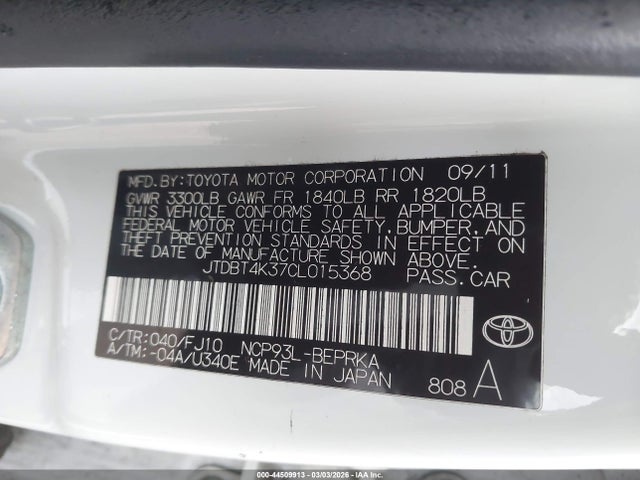 MFD.BY:TOYOTA MOTOR CORPORATION 09/11
GVWR 3300LB GAWR FR 1840LB RR 1820LB
THIS VEHICLE CONFORMS TO ALL APPLICABLE
FEDERAL MOTOR VEHICLE SAFETY,BUMPER,AND
THEFT PREVENTION STANDARDS IN EFFECT ON
THE DATE OF MANUFACTURE SHOWN ABOVE.
JTDBT4K37CL015368 PASS.CAR
C/TR:040/FJ10 NCP93L-BEPRKA
A/TM:-04A/U340E MADE IN JAPAN 808 A
000-44509913 - 03/03/2026 - IAAI.COM